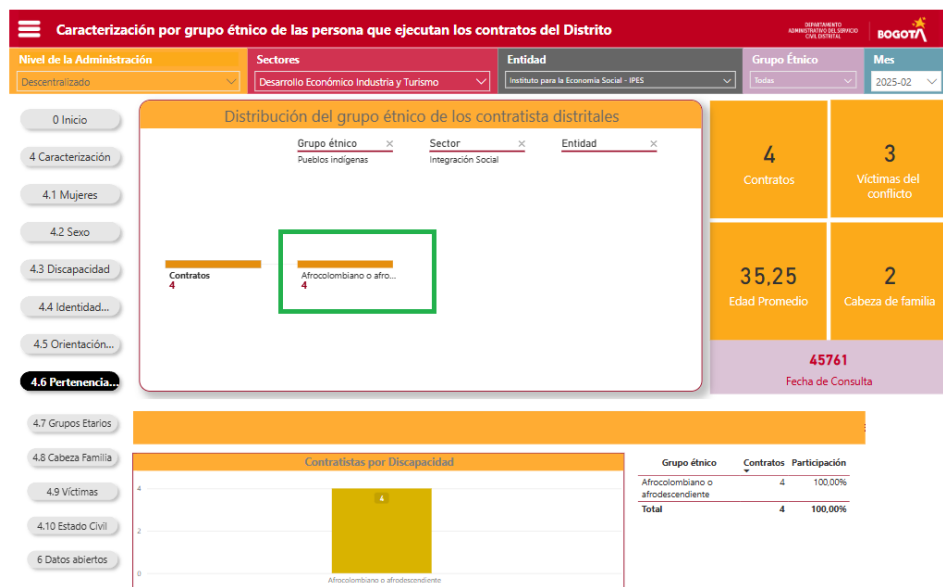 Caracterización por grupo étnico de las persona que ejecutan los contratos del Distrito
DEPARTAMENTO
ADMINISTRATIVO DEL SERVICIO
CIVIL DISTRITAL
BOGOTÁ
Nivel de la Administración
Descentralizado
Sectores
Desarrollo Económico Industria y Turismo
Entidad
Instituto para la Economía Social - IPES
Grupo Étnico
Todas
Mes
2025-02
0 Inicio
4 Caracterización
4.1 Mujeres
4.2 Sexo
4.3 Discapacidad
4.4 Identidad...
4.5 Orientación...
4.6 Pertenencia...
4.7 Grupos Etarios
4.8 Cabeza Familia
4.9 Víctimas
4.10 Estado Civil
6 Datos abiertos
Distribución del grupo étnico de los contratista distritales
Grupo étnico
Pueblos indígenas
Sector
Integración Social
Entidad
Contratos
4
Afrocolombiano o afro...
4
4
Contratos
3
Víctimas del
conflicto
35,25
Edad Promedio
2
Cabeza de familia
45761
Fecha de Consulta
Contratistas por Discapacidad
4
2
0
4
Afrocolombiano o afrodescendiente
Grupo étnico Contratos Participación
Afrocolombiano o 4 100,00%
afrodescendiente
Total 4 100,00%